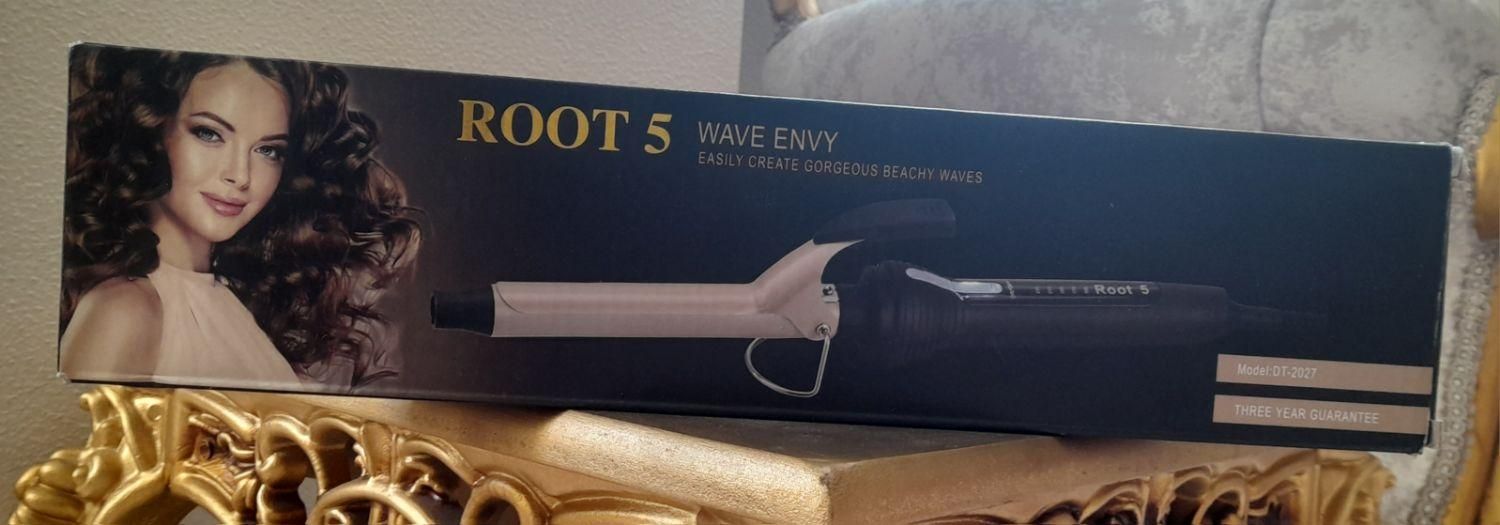 ROOT 5
WAVE ENVY
EASILY CREATE GORGEOUS BEACHY WAVES
Root 5
Model:DT-2027
THREE YEAR GUARANTEE